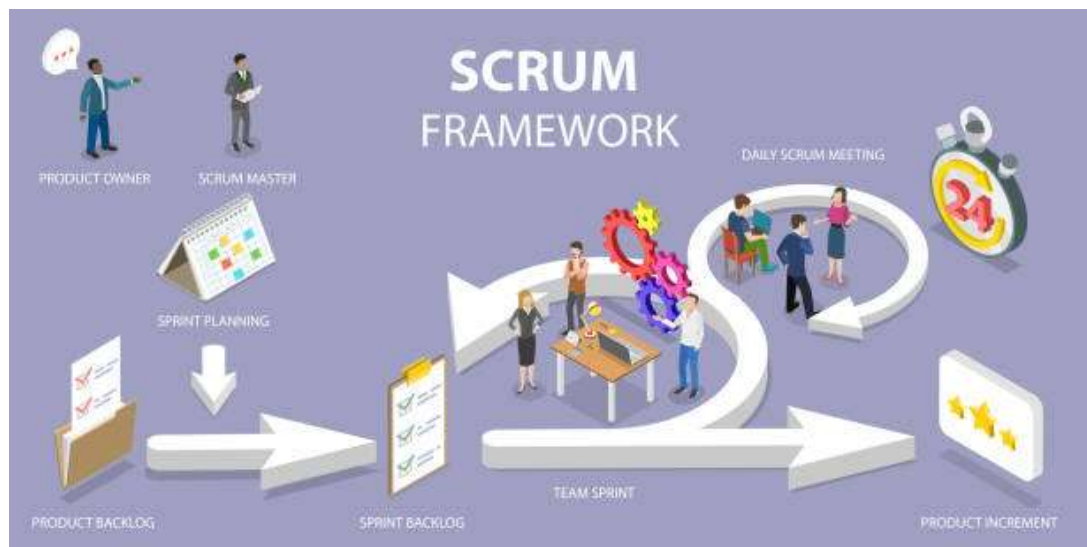 SCRUM
FRAMEWORK
PRODUCT OWNER
SCRUM MASTER
DAILY SCRUM MEETING
24
SPRINT PLANNING
TEAM SPRINT
PRODUCT BACKLOG
SPRINT BACKLOG
PRODUCT INCREMENT